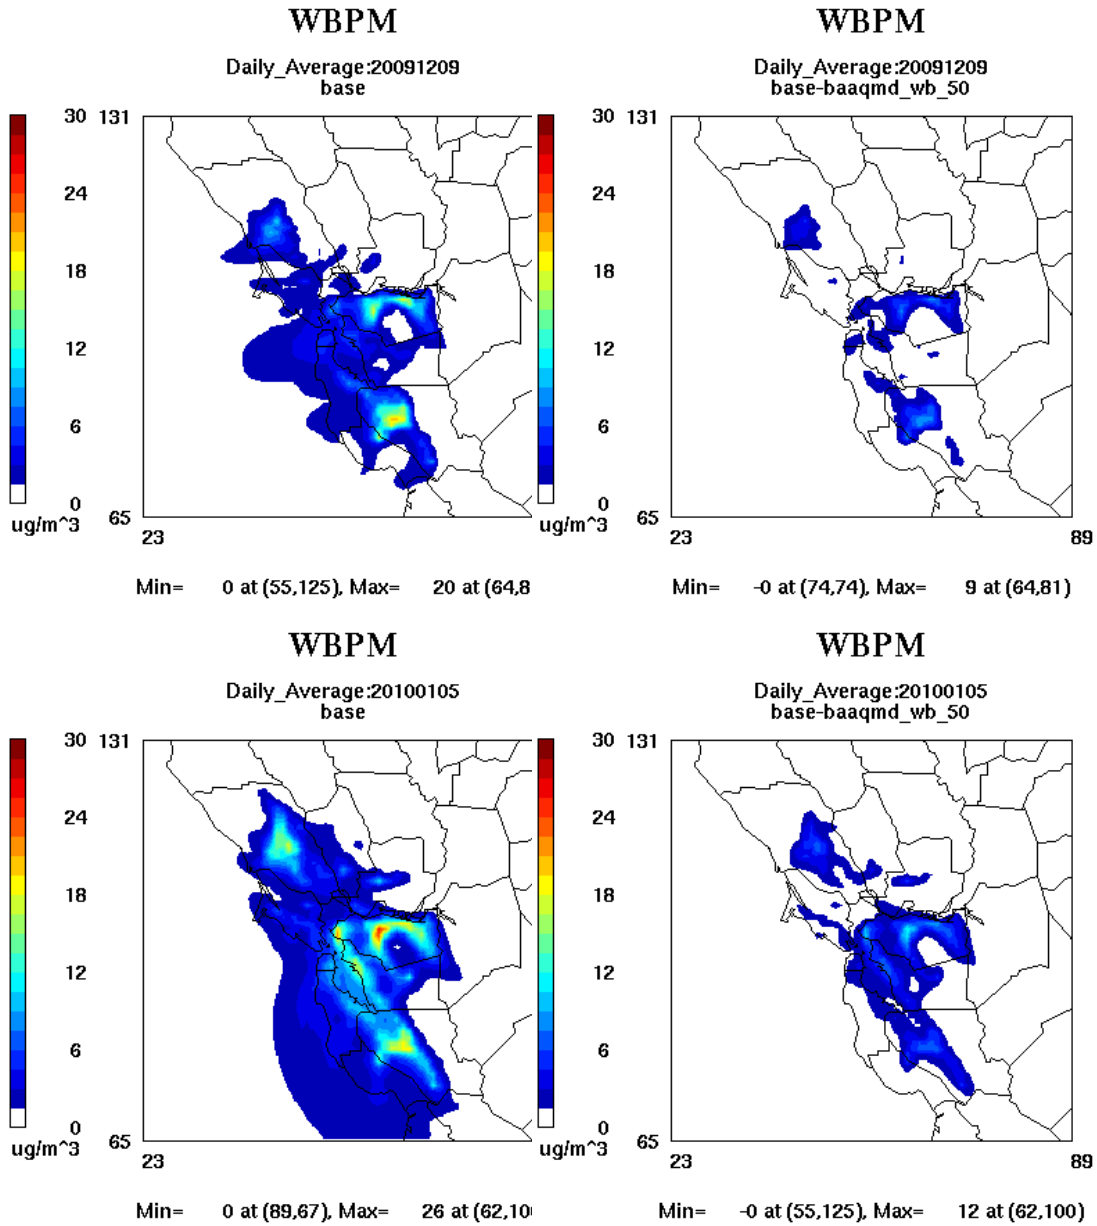 WBPM
WBPM
Daily_Average:20091209
base
Daily_Average:20091209
base-baaqmd_wb_50
30
24
18
12
6
0
ug/m^3
131
65
23
30
24
18
12
6
0
ug/m^3
131
65
23
89
Min= 0 at (55,125), Max= 20 at (64,8
Min= -0 at (74,74), Max= 9 at (64,81)
WBPM
WBPM
Daily_Average:20100105
base
Daily_Average:20100105
base-baaqmd_wb_50
30
24
18
12
6
0
ug/m^3
131
65
23
30
24
18
12
6
0
ug/m^3
131
65
23
89
Min= 0 at (89,67), Max= 26 at (62,10
Min= -0 at (55,125), Max= 12 at (62,100)